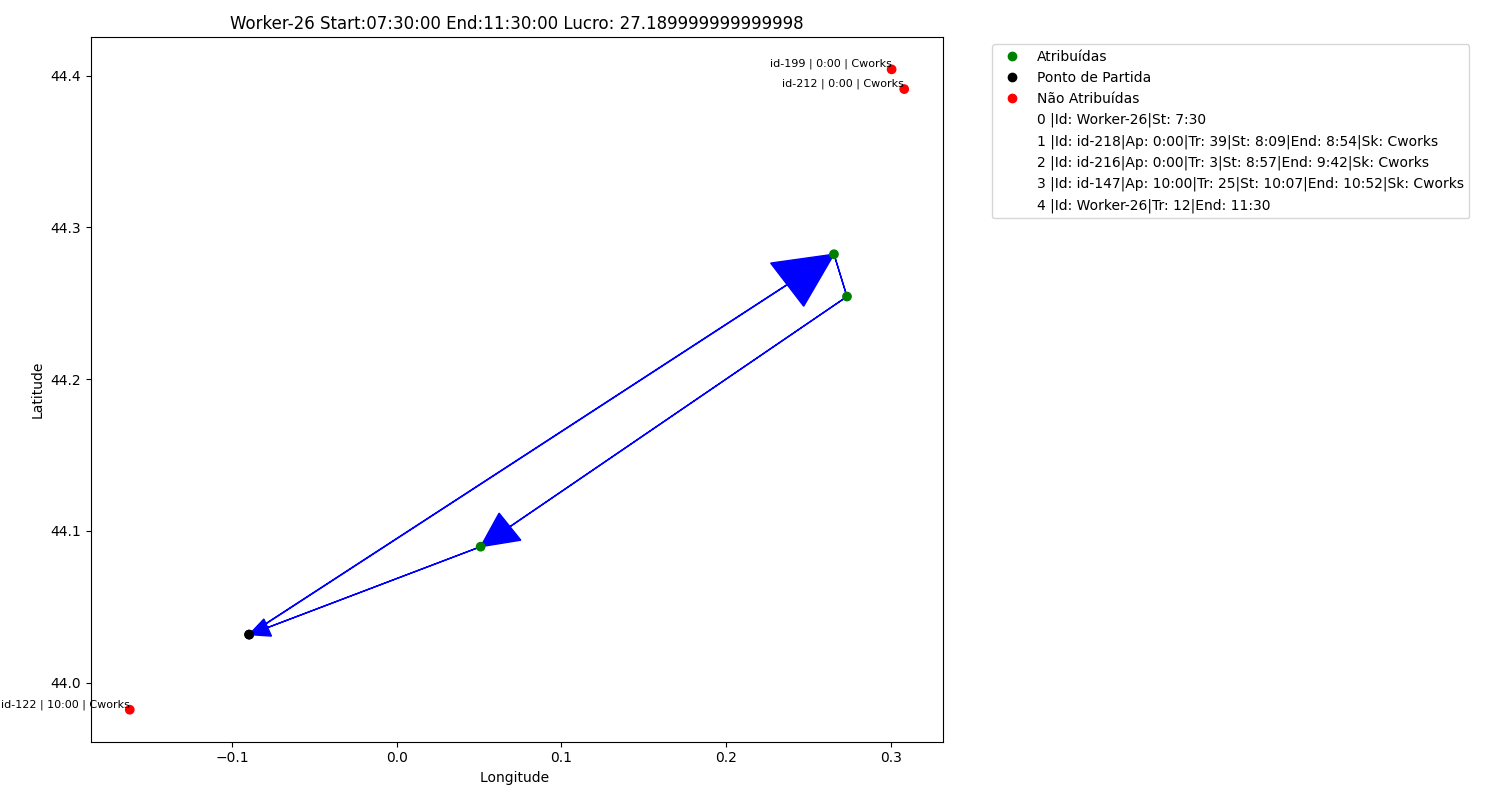 Worker-26 Start:07:30:00 End:11:30:00 Lucro: 27.189999999999998
id-199 | 0:00 | Cworks
id-212 | 0:00 | Cworks
id-122 | 10:00 | Cworks
44.4
44.3
44.2
44.1
44.0
Latitude
−0.1
0.0
0.1
0.2
0.3
Longitude
Atribuídas
Ponto de Partida
Não Atribuídas
0 |Id: Worker-26|St: 7:30
1 |Id: id-218|Ap: 0:00|Tr: 39|St: 8:09|End: 8:54|Sk: Cworks
2 |Id: id-216|Ap: 0:00|Tr: 3|St: 8:57|End: 9:42|Sk: Cworks
3 |Id: id-147|Ap: 10:00|Tr: 25|St: 10:07|End: 10:52|Sk: Cworks
4 |Id: Worker-26|Tr: 12|End: 11:30